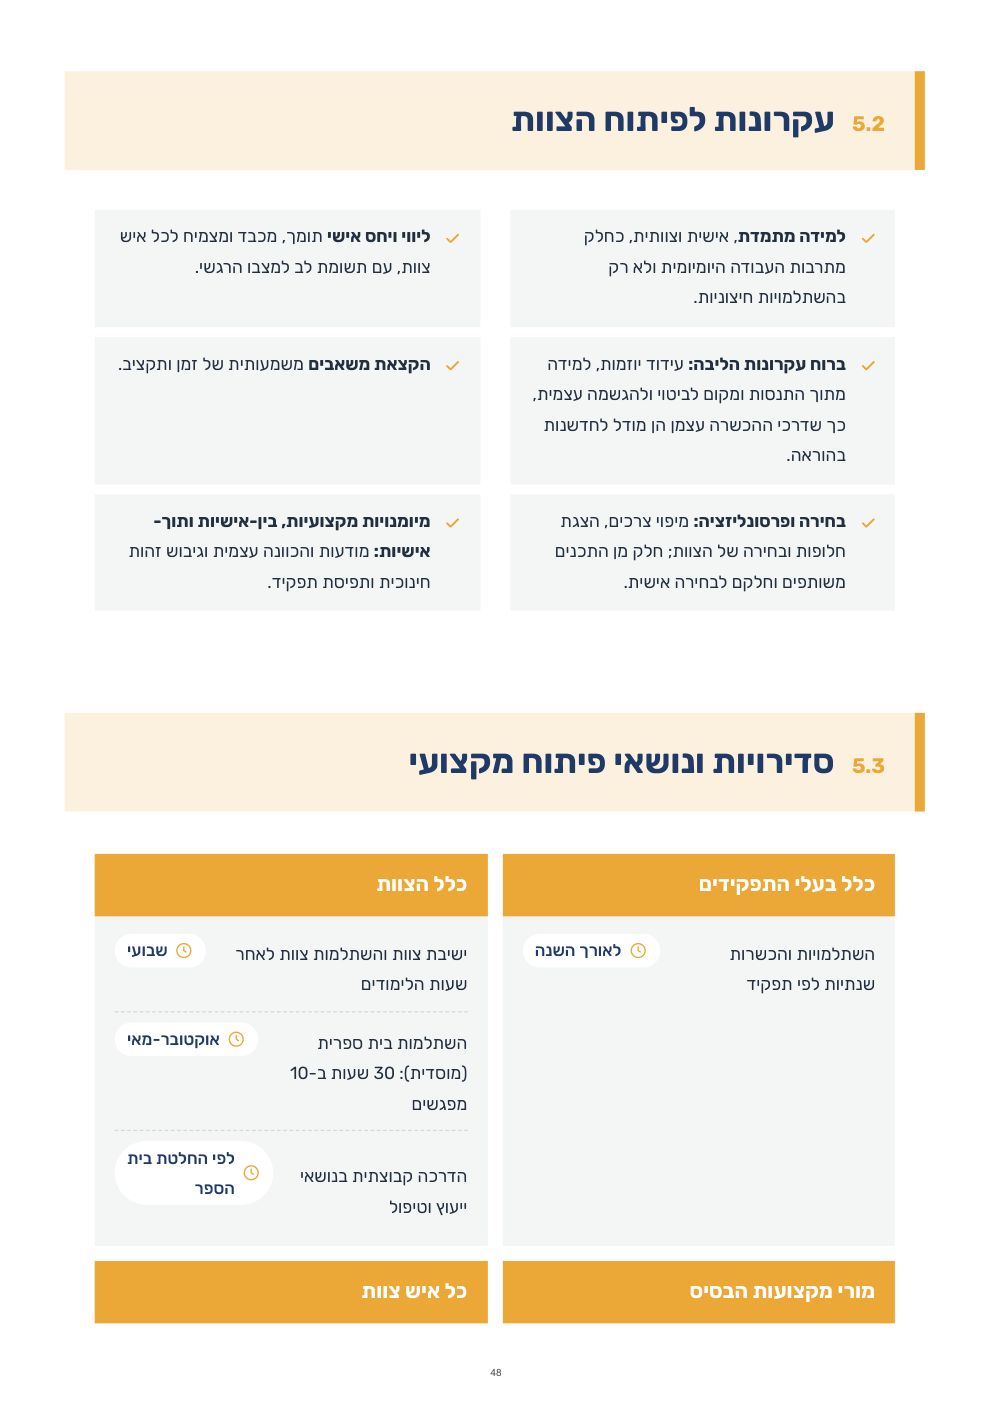 5.2 עקרונות לפיתוח הצוות
למידה מתמדת, אישית וצוותית, כחלק
מתרבות העבודה היומיומית ולא רק
בהשתלמויות חיצוניות.
ליווי ויחס אישי תומך, מכבד ומצמיח לכל איש
צוות, עם תשומת לב למצבו הרגשי.
ברוח עקרונות הליבה: עידוד יוזמות, למידה
מתוך התנסות ומקום לביטוי ולהגשמה עצמית,
כך שדרכי ההכשרה עצמן הן מודל לחדשנות
בהוראה.
הקצאת משאבים משמעותית של זמן ותקציב.
בחירה ופרסונליזציה: מיפוי צרכים, הצגת
חלופות ובחירה של הצוות; חלק מן התכנים
משותפים וחלקם לבחירה אישית.
מיומנויות מקצועיות, בין-אישיות ותוך-
אישיות: מודעות והכוונה עצמית וגיבוש זהות
חינוכית ותפיסת תפקיד.
5.3 סדירויות ונושאי פיתוח מקצועי
כלל בעלי התפקידים
השתלמויות והכשרות
שנתיות לפי תפקיד
לאורך השנה
כלל הצוות
ישיבת צוות והשתלמות צוות לאחר
שעות הלימודים
שבועי
השתלמות בית ספרית
(מוסדית): 30 שעות ב-10
מפגשים
אוקטובר-מאי
הדרכה קבוצתית בנושאי
ייעוץ וטיפול
לפי החלטת בית
הספר
מורי מקצועות הבסיס
כל איש צוות
48